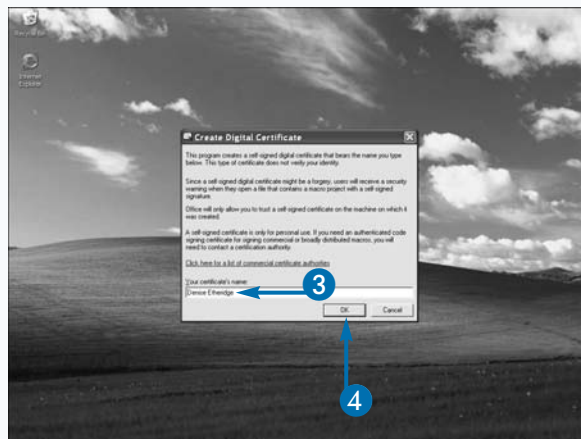 Recycle Bin
Internet
Explorer
Create Digital Certificate
This program creates a self-signed digital certificate that bears the name you type
below. This type of certificate does not verify your identity.
Since a self-signed digital certificate might be a forgery, users will receive a security
warning when they open a file that contains a macro project with a self-signed
signature.
Office will only allow you to trust a self-signed certificate on the machine on which it
was created.
A self-signed certificate is only for personal use. If you need an authenticated code
signing certificate for signing commercial or broadly distributed macros, you will
need to contact a certification authority.
Click here for a list of commercial certificate authorities
Your certificate's name:
Denise Etheridge
3
OK
Cancel
4